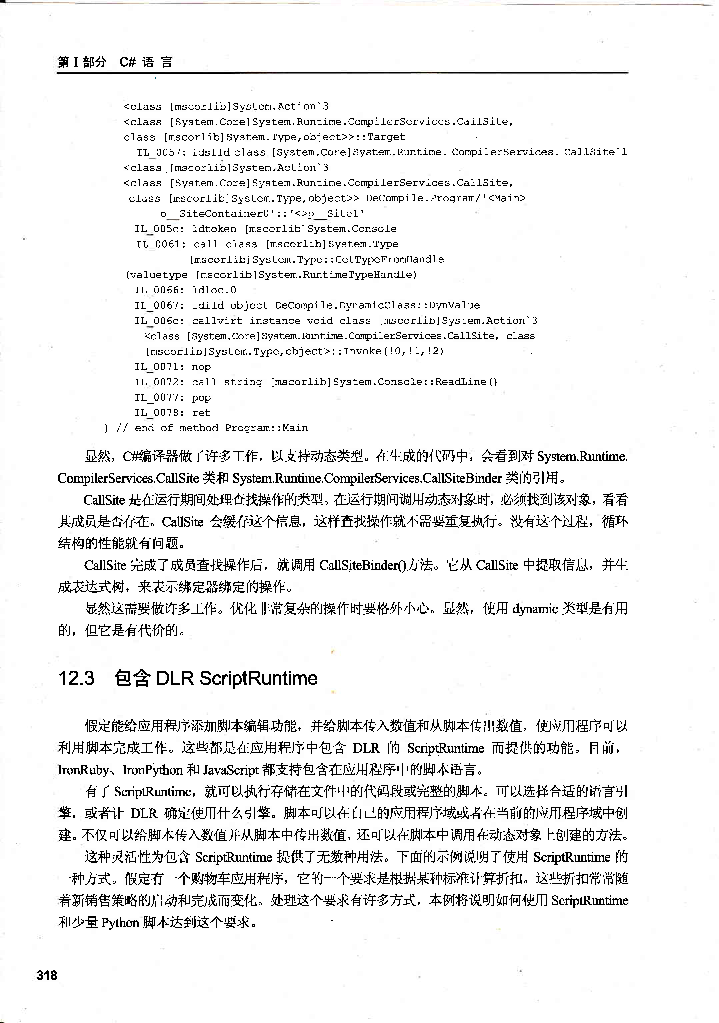 第 I 部分 C# 语 言
<class [mscorlib]System.Action`3
<class [System.Core]System.Runtime.CompilerServices.CallSite,
class [mscorlib]System.Type,object>>::Target
IL_0057: ldsfld class [System.Core]System.Runtime. CompilerServices. CallSite`1
<class [mscorlib]System.Action`3
<class [System.Core]System.Runtime.CompilerServices.CallSite,
class [mscorlib]System.Type,object>> DeCompile.Program/'<Main>
o__SiteContainer0'::'<>p__Site1'
IL_005c: ldtoken [mscorlib]System.Console
IL_0061: call class [mscorlib]System.Type
[mscorlib]System.Type::GetTypeFromHandle
(valuetype [mscorlib]System.RuntimeTypeHandle)
IL_0066: ldloc.0
IL_0067: ldfld object DeCompile.DynamicClass::DynValue
IL_006c: callvirt instance void class [mscorlib]System.Action`3
<class [System.Core]System.Runtime.CompilerServices.CallSite, class
[mscorlib]System.Type,object>::Invoke(!0,!1,!2)
IL_0071: nop
IL_0072: call string [mscorlib]System.Console::ReadLine()
IL_0077: pop
IL_0078: ret
} // end of method Program::Main
显然，C#编译器做了许多工作，以支持动态类型。在生成的代码中，会看到对 System.Runtime.
CompilerServices.CallSite 类和 System.Runtime.CompilerServices.CallSiteBinder 类的引用。
CallSite 是在运行期间处理查找操作的类型。在运行期间调用动态对象时，必须找到该对象，看看
其成员是否存在。CallSite 会缓存这个信息，这样查找操作就不需要重复执行。没有这个过程，循环
结构的性能就有问题。
CallSite 完成了成员查找操作后，就调用 CallSiteBinder()方法。它从 CallSite 中提取信息，并生
成表达式树，来表示绑定器绑定的操作。
显然这需要做许多工作。优化非常复杂的操作时要格外小心。显然，使用 dynamic 类型是有用
的，但它是有代价的。
12.3 包含 DLR ScriptRuntime
假定能给应用程序添加脚本编辑功能，并给脚本传入数值和从脚本传出数值，使应用程序可以
利用脚本完成工作。这些都是在应用程序中包含 DLR 的 ScriptRuntime 而提供的功能。目前，
IronRuby、IronPython 和 JavaScript 都支持包含在应用程序中的脚本语言。
有了 ScriptRuntime，就可以执行存储在文件中的代码段或完整的脚本。可以选择合适的语言引
擎，或者让 DLR 确定使用什么引擎。脚本可以在自己的应用程序域或者在当前的应用程序域中创
建。不仅可以给脚本传入数值并从脚本中传出数值，还可以在脚本中调用在动态对象上创建的方法。
这种灵活性为包含 ScriptRuntime 提供了无数种用法。下面的示例说明了使用 ScriptRuntime 的
一种方式。假定有一个购物车应用程序，它的一个要求是根据某种标准计算折扣。这些折扣常常随
着新销售策略的启动和完成而变化。处理这个要求有许多方式，本例将说明如何使用 ScriptRuntime
和少量 Python 脚本达到这个要求。
318